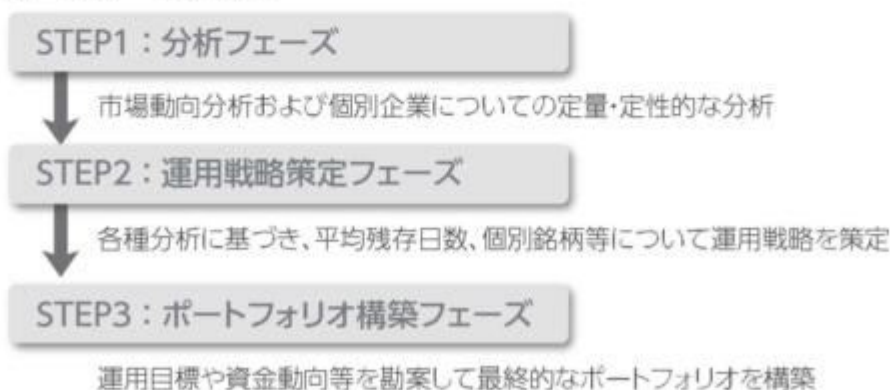 STEP1：分析フェーズ
市場動向分析および個別企業についての定量・定性的な分析
STEP2：運用戦略策定フェーズ
各種分析に基づき、平均残存日数、個別銘柄等について運用戦略を策定
STEP3：ポートフォリオ構築フェーズ
運用目標や資金動向等を勘案して最終的なポートフォリオを構築